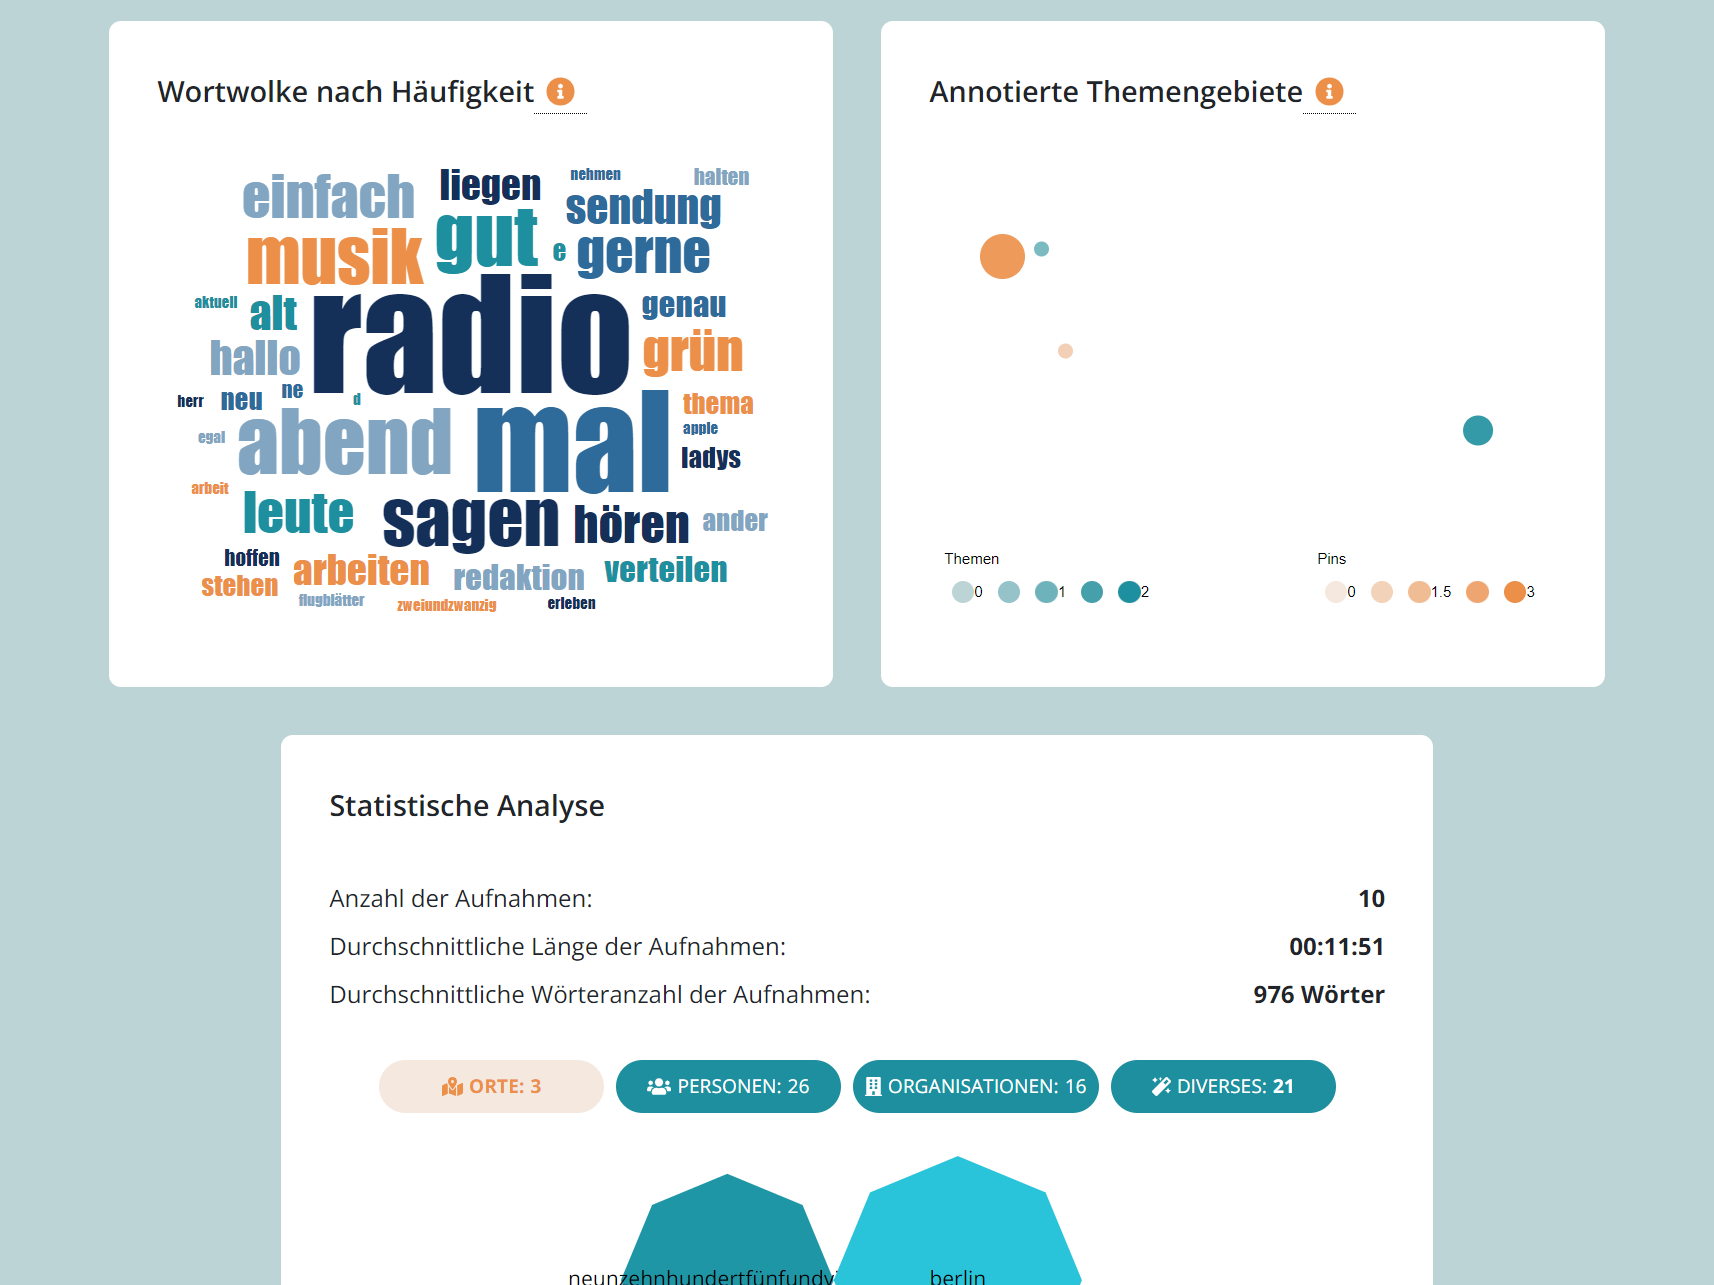 Wortwolke nach Häufigkeit
einfach
liegen
nehmen
halten
sendung
musik
gut
e
gerne
aktuell
alt
radio
genau
hallo
grün
herr
neu
ne
d
thema
egal
abend
mal
apple
ladys
arbeit
leute
sagen
hören
ander
hoffen
arbeiten
redaktion
verteilen
stehen
flugblätter
zweiundzwanzig
erleben
Annotierte Themengebiete
Themen
0 1 2
Pins
0 1.5 3
Statistische Analyse
Anzahl der Aufnahmen: 10
Durchschnittliche Länge der Aufnahmen: 00:11:51
Durchschnittliche Wörteranzahl der Aufnahmen: 976 Wörter
ORTE: 3 PERSONEN: 26 ORGANISATIONEN: 16 DIVERSES: 21
berlin